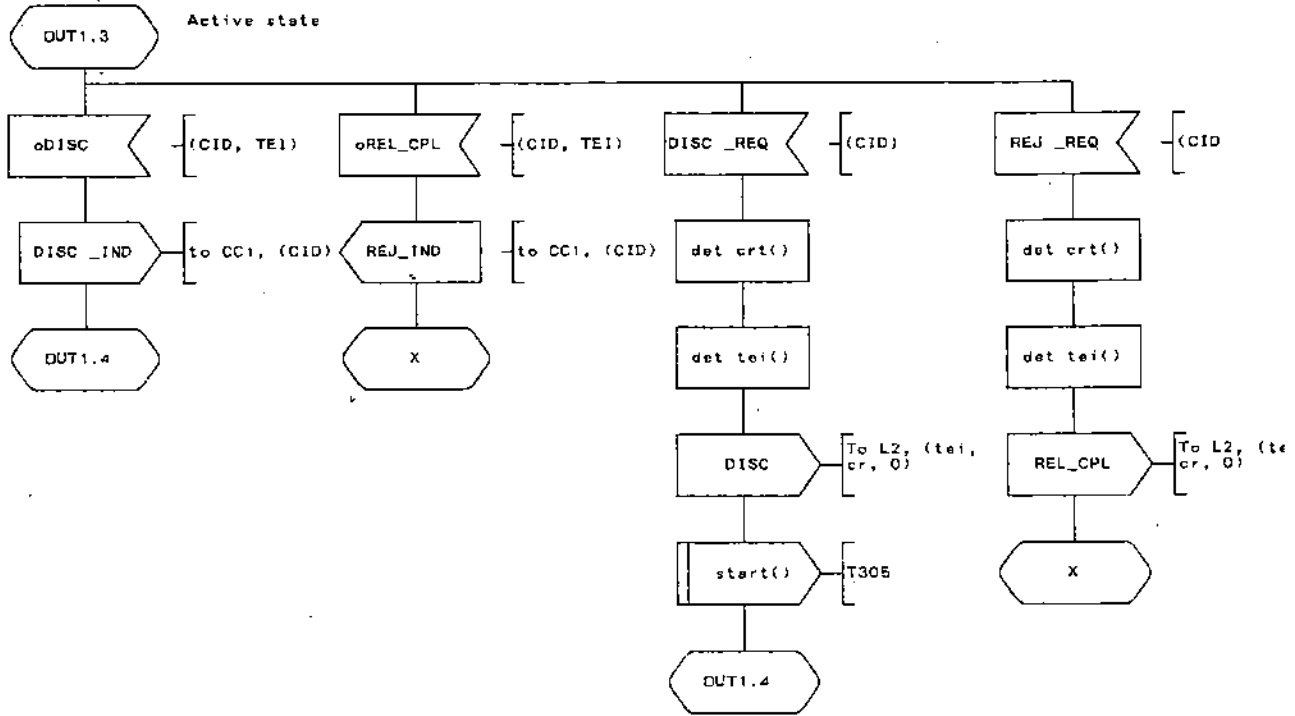 OUT1.3
Active state
oDISC
(CID, TEI)
oREL_CPL
(CID, TEI)
DISC _REQ
(CID)
REJ _REQ
(CID
DISC _IND
to CC1, (CID)
REJ_IND
to CC1, (CID)
det crt()
det crt()
OUT1.4
X
det tei()
det tei()
DISC
To L2, (tei,
cr, 0)
REL_CPL
To L2, (te
cr, 0)
start()
T305
X
OUT1.4